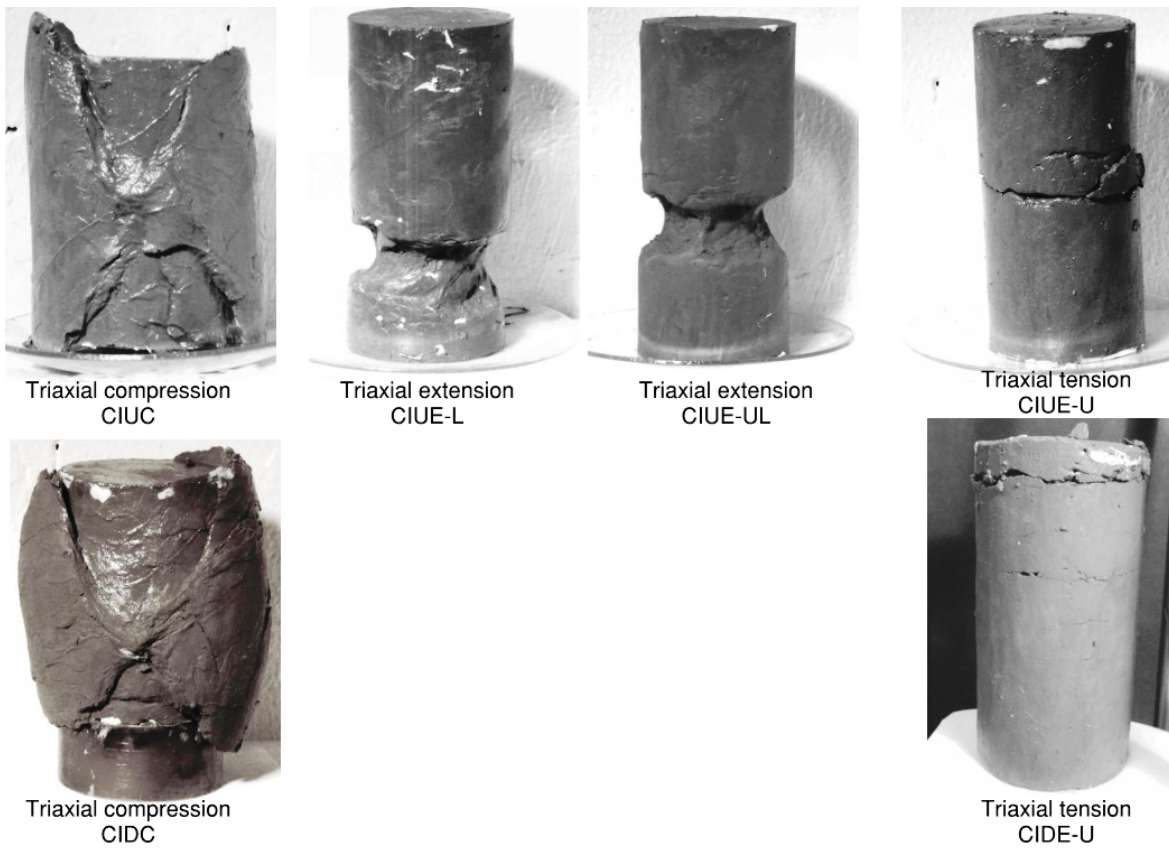 Triaxial compression
CIUC
Triaxial extension
CIUE-L
Triaxial extension
CIUE-UL
Triaxial tension
CIUE-U
Triaxial compression
CIDC
Triaxial tension
CIDE-U